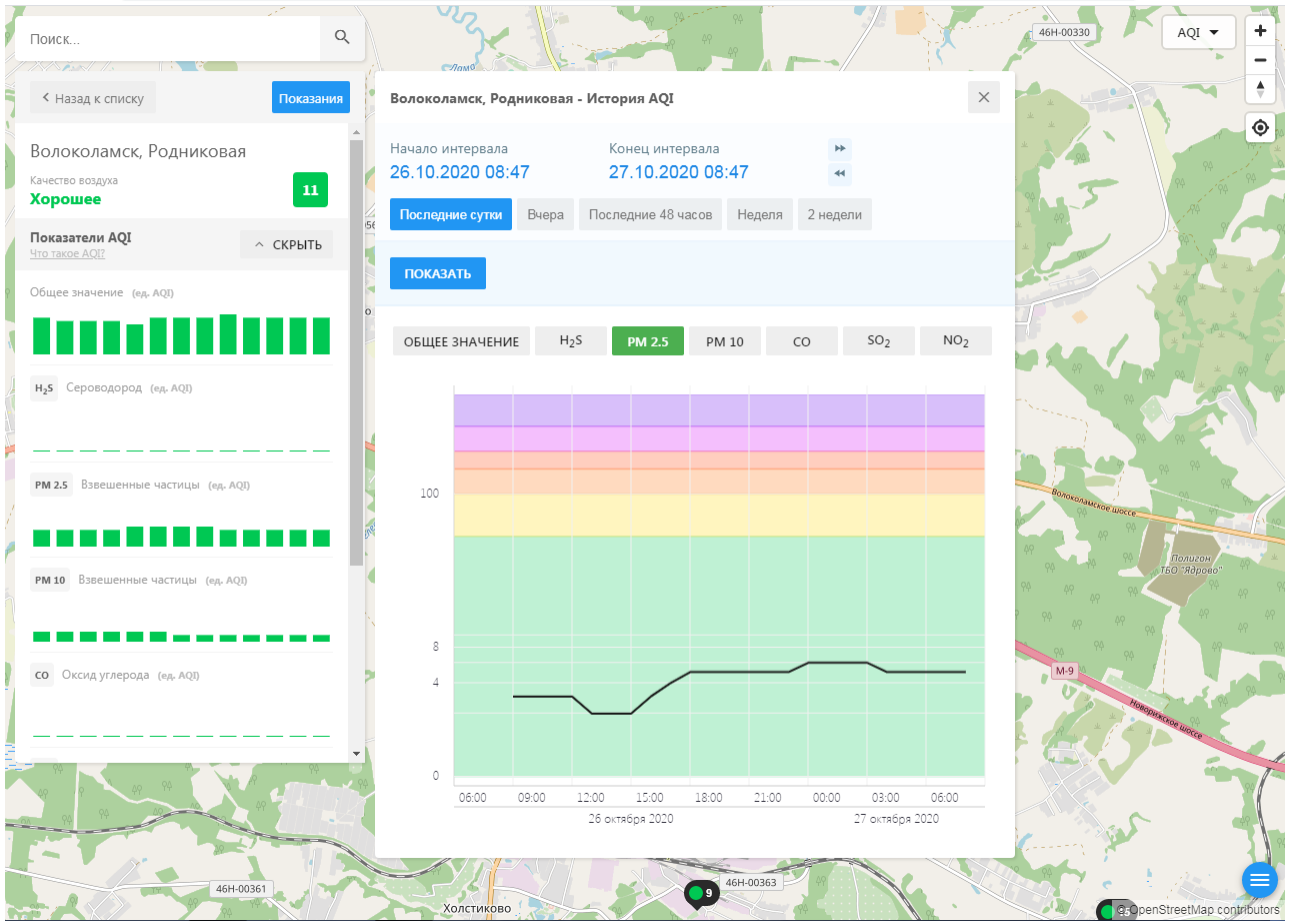 Поиск...
Ламо
46Н-00330
AQI
Назад к списку
Показания
Волоколамск, Родниковая
Качество воздуха
Хорошее
11
Показатели AQI
Что такое AQI?
СКРЫТЬ
Общее значение (ед. AQI)
H2S Сероводород (ед. AQI)
PM 2.5 Взвешенные частицы (ед. AQI)
PM 10 Взвешенные частицы (ед. AQI)
CO Оксид углерода (ед. AQI)
Волоколамск, Родниковая - История AQI
Начало интервала
26.10.2020 08:47
Конец интервала
27.10.2020 08:47
Последние сутки
Вчера
Последние 48 часов
Неделя
2 недели
ПОКАЗАТЬ
ОБЩЕЕ ЗНАЧЕНИЕ
H2S
PM 2.5
PM 10
CO
SO2
NO2
100
8
4
0
06:00 09:00 12:00 15:00 18:00 21:00 00:00 03:00 06:00
26 октября 2020
27 октября 2020
Волоколамское шоссе
Полигон
ТБО "Ядрово"
М-9
Новорижское шоссе
46Н-00361
9
46Н-00363
Холстиково
© OpenStreetMap contributors